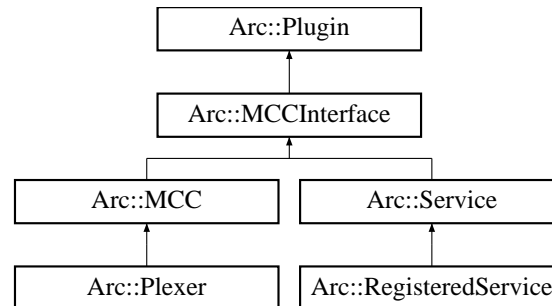 Arc::Plugin
Arc::MCCInterface
Arc::MCC
Arc::Service
Arc::Plexer
Arc::RegisteredService